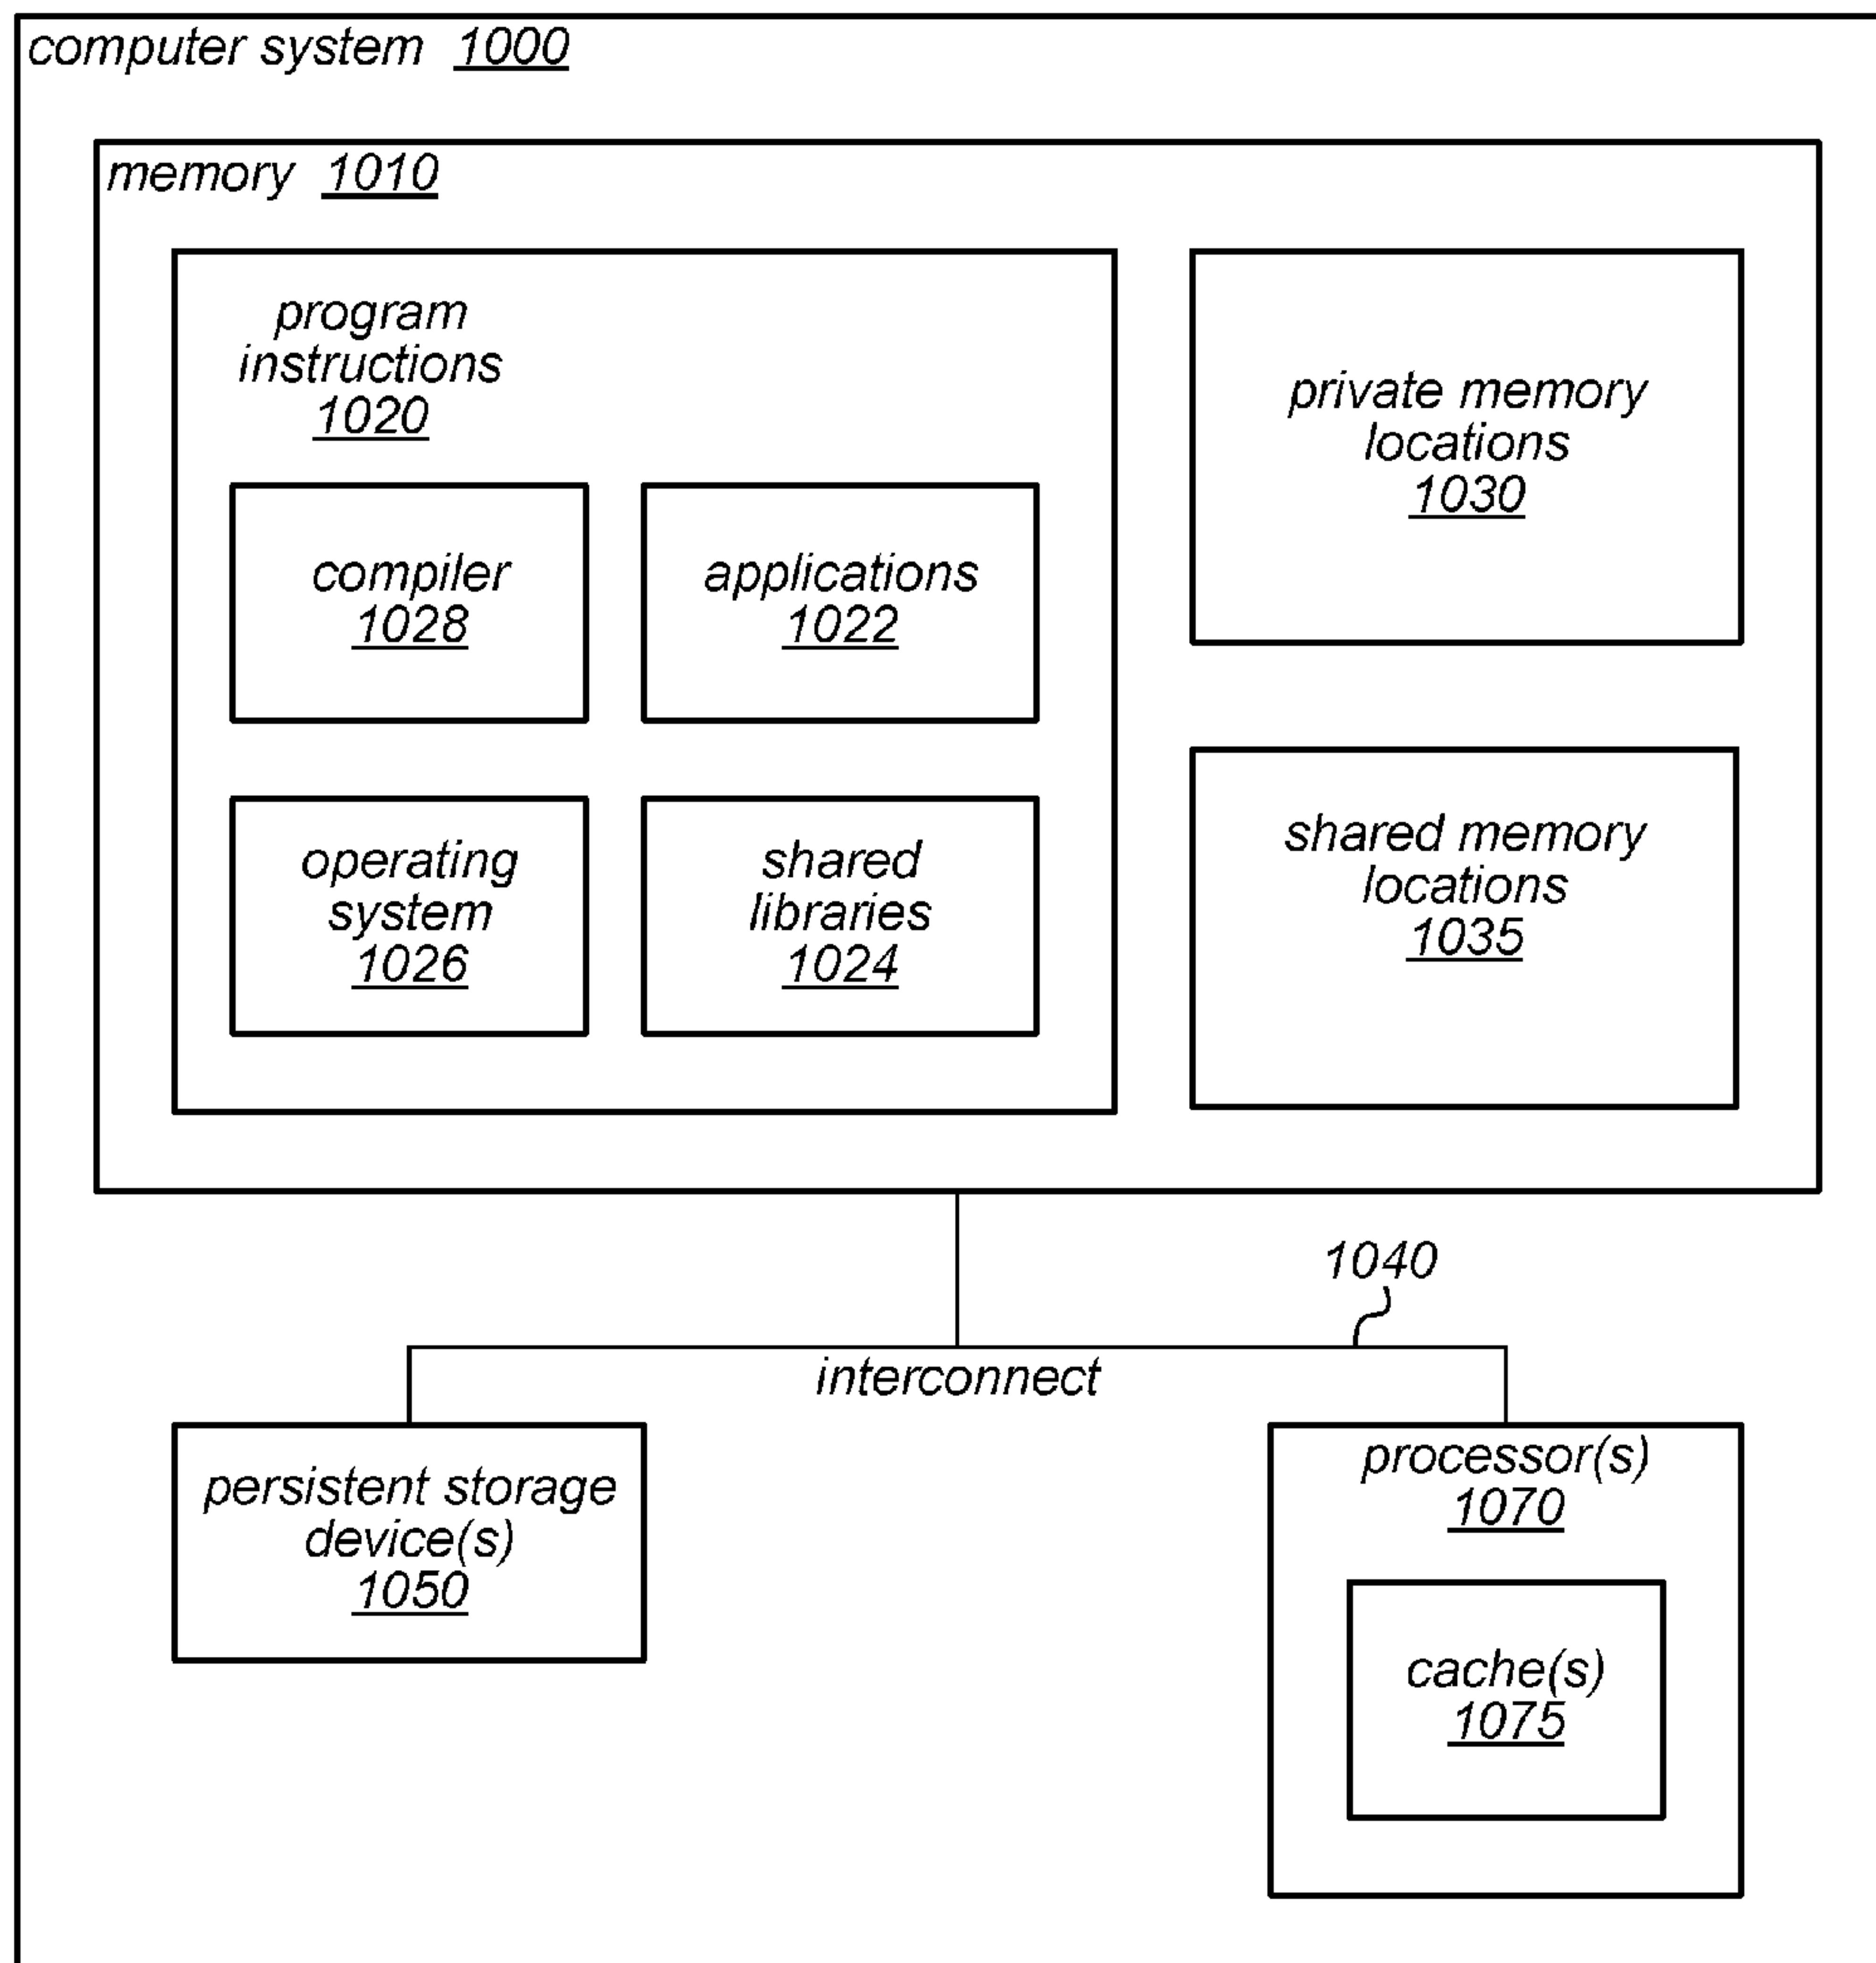 computer system 1000
memory 1010
program
instructions
1020
compiler
1028
applications
1022
operating
system
1026
shared
libraries
1024
private memory
locations
1030
shared memory
locations
1035
1040
interconnect
persistent storage
device(s)
1050
processor(s)
1070
cache(s)
1075